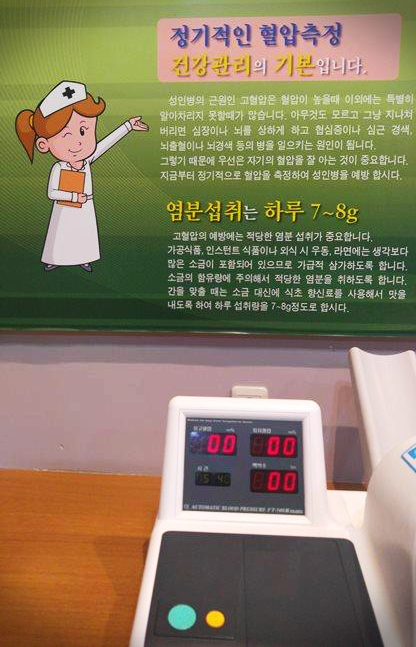 정기적인 혈압측정
건강관리의 기본입니다.
성인병의 근원인 고혈압은 혈압이 높을때 이외에는 특별히
알아차리지 못할때가 많습니다. 아무것도 모르고 그냥 지나쳐
버리면 심장이나 뇌를 상하게 하고 협심증이나 심근 경색,
뇌출혈이나 뇌경색 등의 병을 일으키는 원인이 됩니다.
그렇기 때문에 우선은 자기의 혈압을 잘 아는 것이 중요합니다.
지금부터 정기적으로 혈압을 측정하여 성인병을 예방 합시다.
염분섭취는 하루 7~8g
고혈압의 예방에는 적당한 염분 섭취가 중요합니다.
가공식품, 인스턴트 식품이나 외식 시 우동, 라면에는 생각보다
많은 소금이 포함되어 있으므로 가급적 삼가하도록 합니다.
소금의 함유량에 주의해서 적당한 염분을 취하도록 합니다.
간을 맞출 때는 소금 대신에 식초 향신료를 사용해서 맛을
내도록 하여 하루 섭취량을 7~8g정도로 합시다.
최고혈압 최저혈압
00 00
시간 맥박수
00
AUTOMATIC BLOOD PRESSURE FT-500R